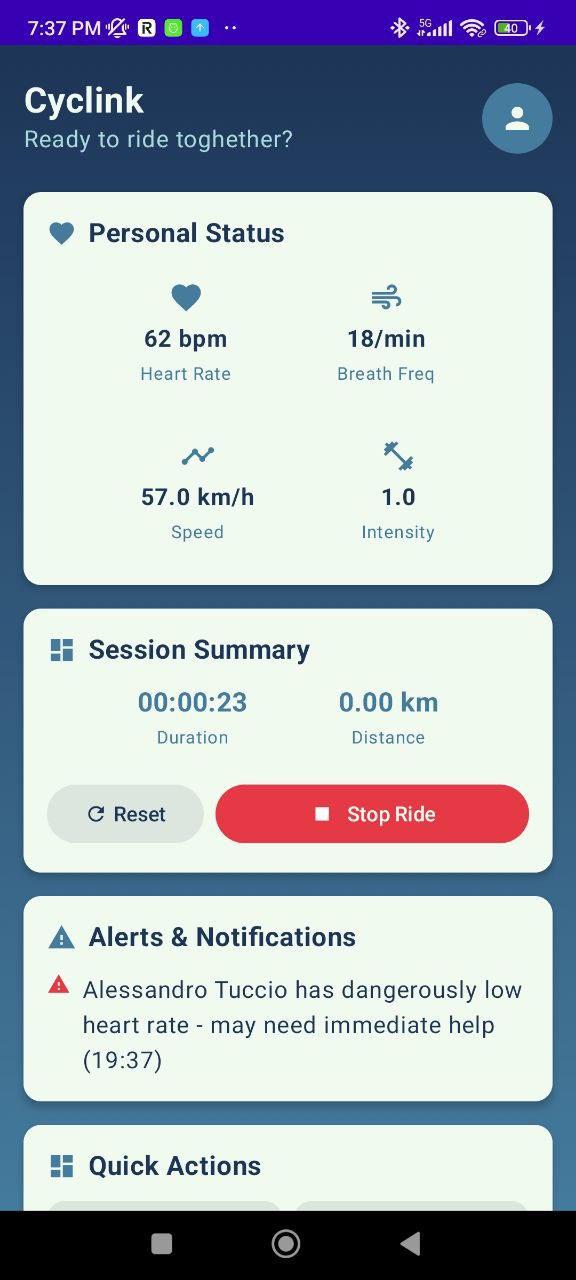 7:37 PM
5G
40
Cyclink
Ready to ride toghether?
Personal Status
62 bpm
Heart Rate
18/min
Breath Freq
57.0 km/h
Speed
1.0
Intensity
Session Summary
00:00:23
Duration
0.00 km
Distance
Reset
Stop Ride
Alerts & Notifications
Alessandro Tuccio has dangerously low
heart rate - may need immediate help
(19:37)
Quick Actions